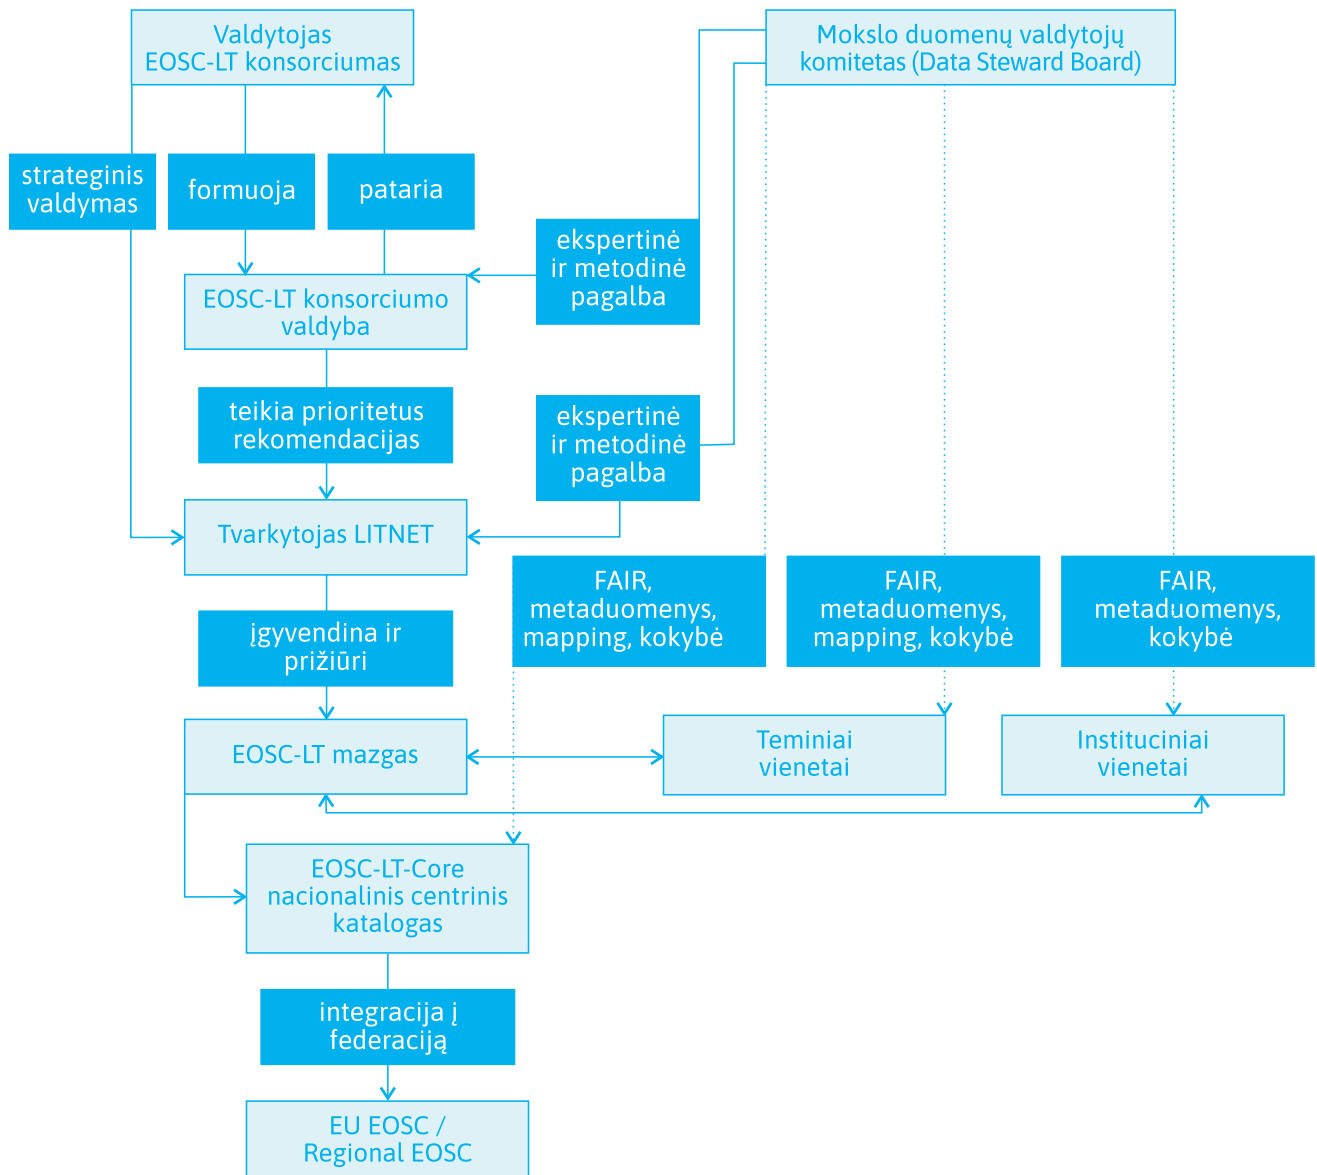 Valdytojas
EOSC-LT konsorciumas
Mokslo duomenų valdytojų
komitetas (Data Steward Board)
strateginis
valdymas
formuoja
pataria
ekspertinė
ir metodinė
pagalba
EOSC-LT konsorciumo
valdyba
teikia prioritetus
rekomendacijas
ekspertinė
ir metodinė
pagalba
Tvarkytojas LITNET
FAIR,
metaduomenys,
mapping, kokybė
FAIR,
metaduomenys,
mapping, kokybė
FAIR,
metaduomenys,
kokybė
įgyvendina ir
prižiūri
EOSC-LT mazgas
Teminiai
vienetai
Instituciniai
vienetai
EOSC-LT-Core
nacionalinis centrinis
katalogas
integracija į
federaciją
EU EOSC /
Regional EOSC